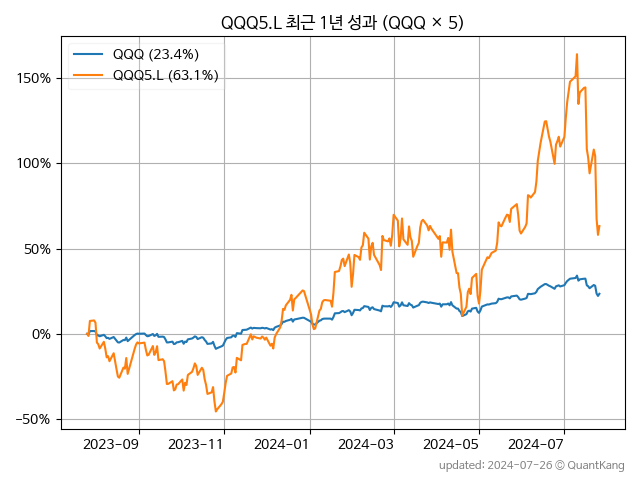 QQQ5.L 최근 1년 성과 (QQQ × 5)
QQQ (23.4%)
QQQ5.L (63.1%)
150%
100%
50%
0%
−50%
2023−09 2023−11 2024−01 2024−03 2024−05 2024−07
updated: 2024−07−26 © QuantKang